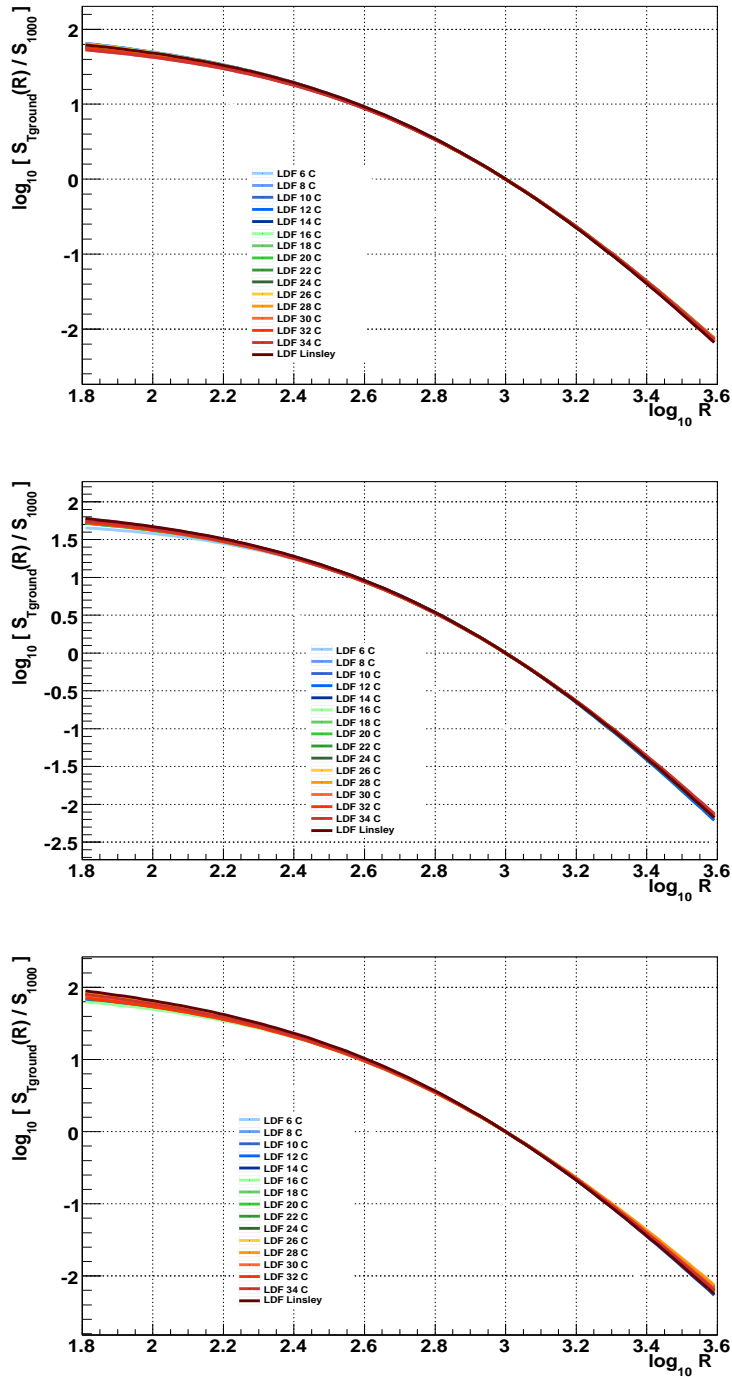 log10 [ STground(R) / S1000 ]
2
1
0
-1
-2
LDF 6 C
LDF 8 C
LDF 10 C
LDF 12 C
LDF 14 C
LDF 16 C
LDF 18 C
LDF 20 C
LDF 22 C
LDF 24 C
LDF 26 C
LDF 28 C
LDF 30 C
LDF 32 C
LDF 34 C
LDF Linsley
1.8 2 2.2 2.4 2.6 2.8 3 3.2 3.4 3.6
log10 R
log10 [ STground(R) / S1000 ]
2
1.5
1
0.5
0
-0.5
-1
-1.5
-2
-2.5
LDF 6 C
LDF 8 C
LDF 10 C
LDF 12 C
LDF 14 C
LDF 16 C
LDF 18 C
LDF 20 C
LDF 22 C
LDF 24 C
LDF 26 C
LDF 28 C
LDF 30 C
LDF 32 C
LDF 34 C
LDF Linsley
1.8 2 2.2 2.4 2.6 2.8 3 3.2 3.4 3.6
log10 R
log10 [ STground(R) / S1000 ]
2
1
0
-1
-2
LDF 6 C
LDF 8 C
LDF 10 C
LDF 12 C
LDF 14 C
LDF 16 C
LDF 18 C
LDF 20 C
LDF 22 C
LDF 24 C
LDF 26 C
LDF 28 C
LDF 30 C
LDF 32 C
LDF 34 C
LDF Linsley
1.8 2 2.2 2.4 2.6 2.8 3 3.2 3.4 3.6
log10 R